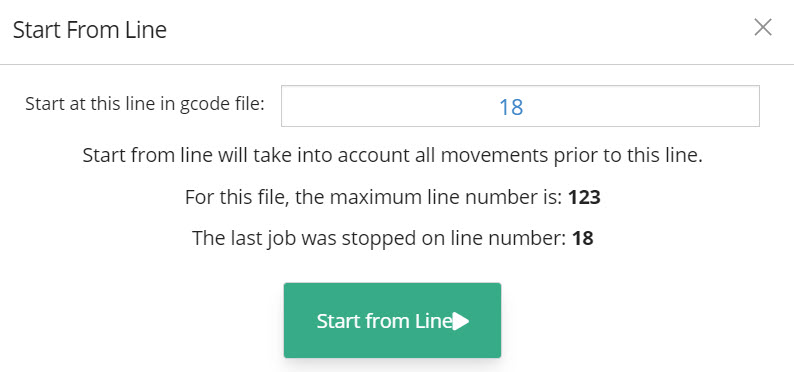 Start From Line
Start at this line in gcode file: 18
Start from line will take into account all movements prior to this line.
For this file, the maximum line number is: 123
The last job was stopped on line number: 18
Start from Line